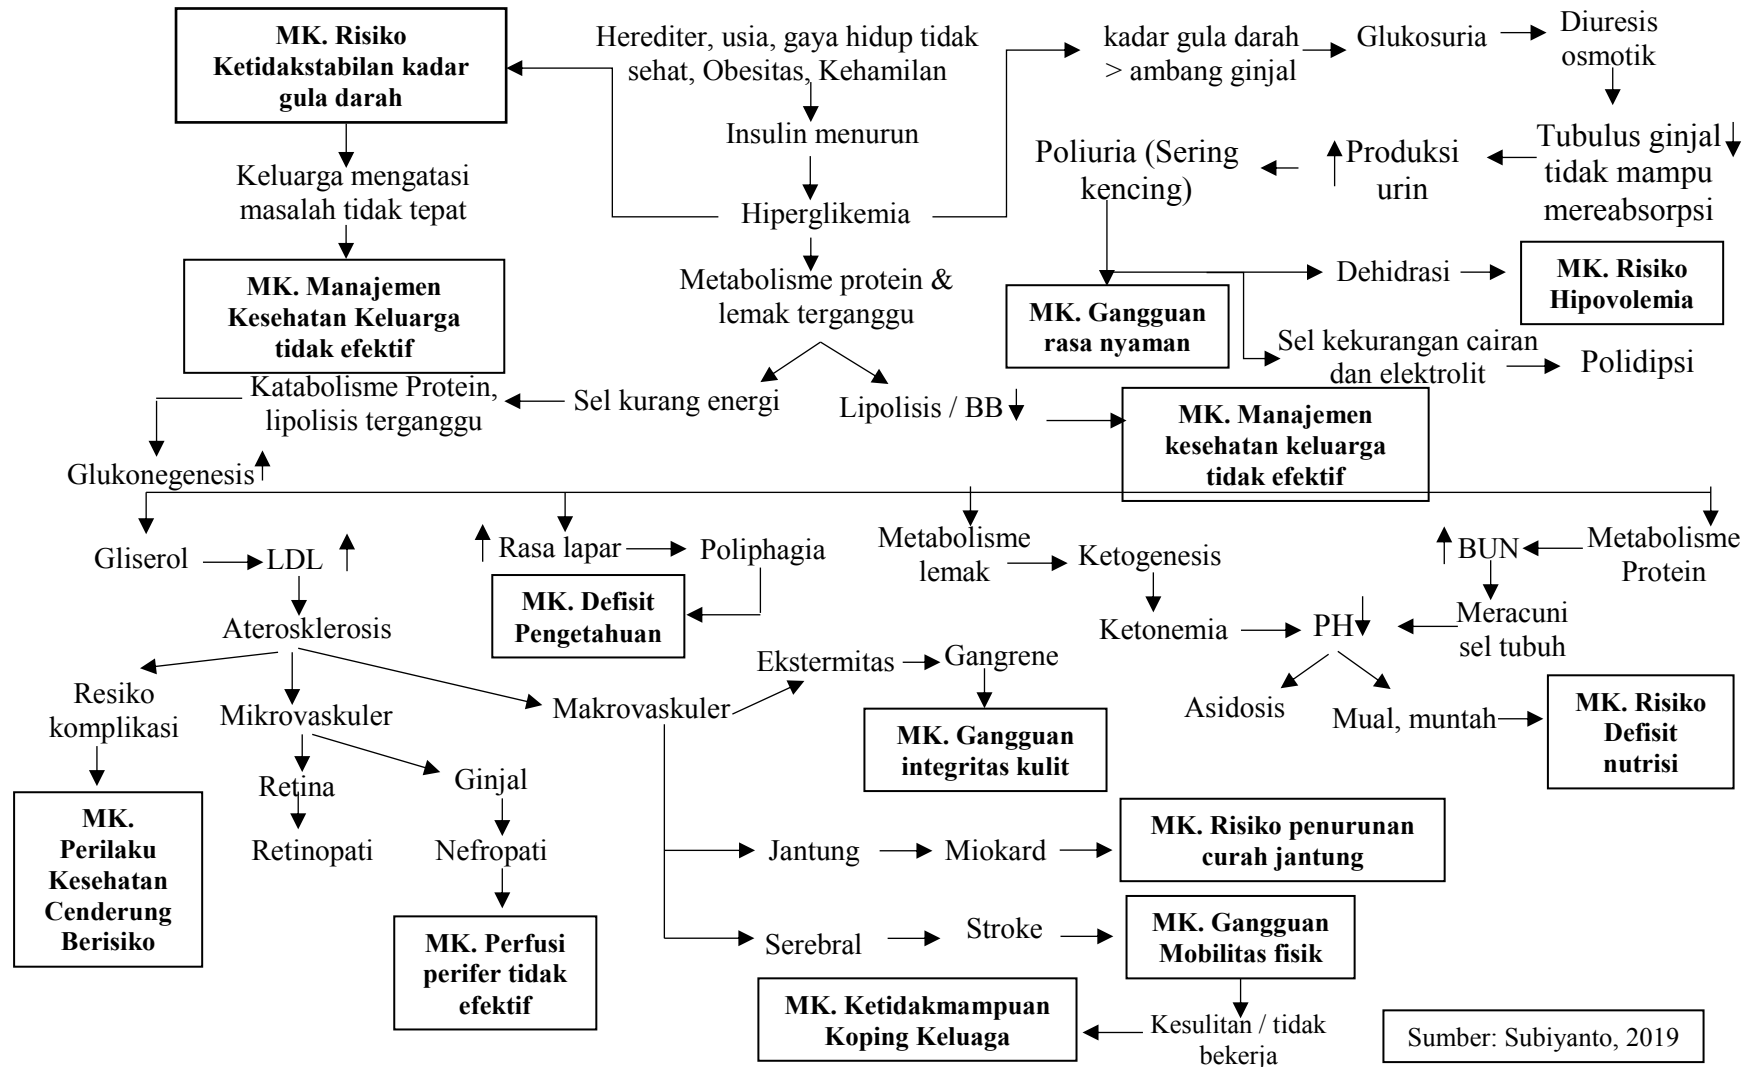 MK. Risiko
Ketidakstabilan kadar
gula darah
Herediter, usia, gaya hidup tidak
sehat, Obesitas, Kehamilan
kadar gula darah
> ambang ginjal
Glukosuria
Diuresis
osmotik
Insulin menurun
Poliuria (Sering
kencing)
Produksi
urin
Tubulus ginjal
tidak mampu
mereabsorpsi
Keluarga mengatasi
masalah tidak tepat
Hiperglikemia
MK. Manajemen
Kesehatan Keluarga
tidak efektif
Metabolisme protein &
lemak terganggu
MK. Gangguan
rasa nyaman
Dehidrasi
MK. Risiko
Hipovolemia
Sel kekurangan cairan
dan elektrolit
Polidipsi
Katabolisme Protein,
lipolisis terganggu
Sel kurang energi
Lipolisis / BB
MK. Manajemen
kesehatan keluarga
tidak efektif
Glukonegenesis
Gliserol
LDL
Rasa lapar
Poliphagia
Metabolisme
lemak
Ketogenesis
BUN
Metabolisme
Protein
MK. Defisit
Pengetahuan
Aterosklerosis
Ketonemia
PH
Meracuni
sel tubuh
Ekstermitas
Gangrene
Resiko
komplikasi
Mikrovaskuler
Makrovaskuler
Asidosis
Mual, muntah
MK. Risiko
Defisit
nutrisi
MK. Gangguan
integritas kulit
Retina
Ginjal
MK.
Perilaku
Kesehatan
Cenderung
Berisiko
Retinopati
Nefropati
Jantung
Miokard
MK. Risiko penurunan
curah jantung
MK. Perfusi
perifer tidak
efektif
Serebral
Stroke
MK. Gangguan
Mobilitas fisik
MK. Ketidakmampuan
Koping Keluaga
Kesulitan / tidak
bekerja
Sumber: Subiyanto, 2019